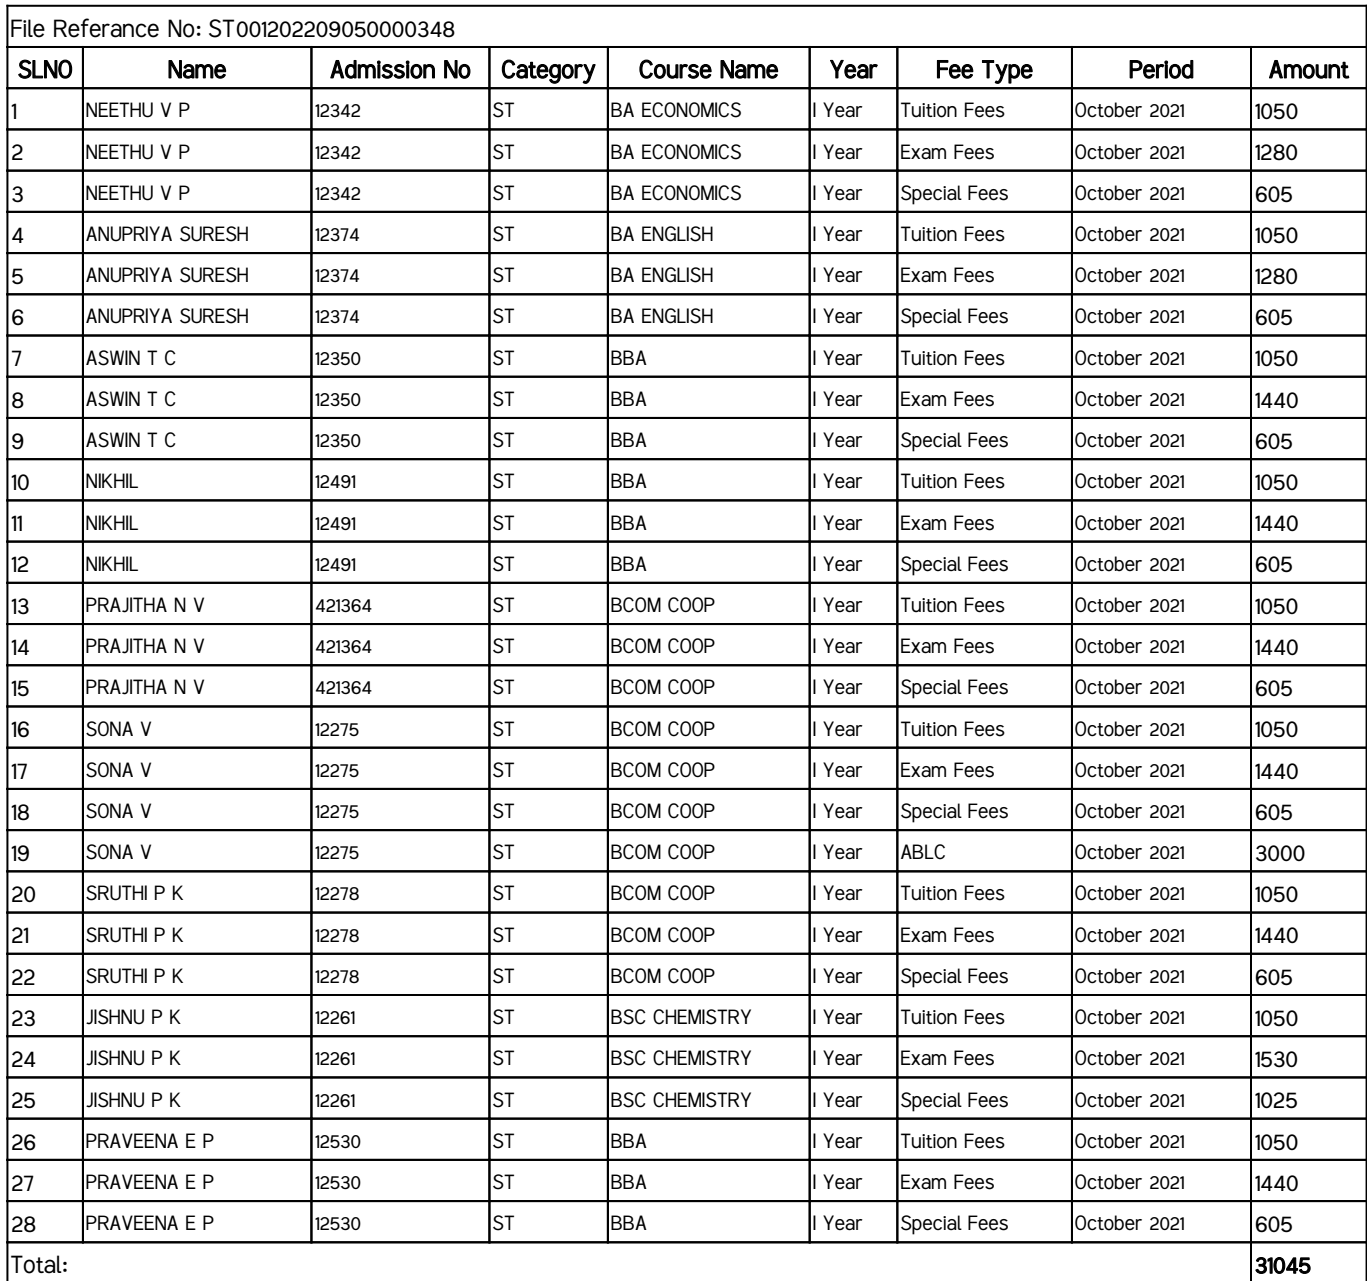 File Referance No: ST001202209050000348
SLNO Name Admission No Category Course Name Year Fee Type Period Amount
1 NEETHU V P 12342 ST BA ECONOMICS I Year Tuition Fees October 2021 1050
2 NEETHU V P 12342 ST BA ECONOMICS I Year Exam Fees October 2021 1280
3 NEETHU V P 12342 ST BA ECONOMICS I Year Special Fees October 2021 605
4 ANUPRIYA SURESH 12374 ST BA ENGLISH I Year Tuition Fees October 2021 1050
5 ANUPRIYA SURESH 12374 ST BA ENGLISH I Year Exam Fees October 2021 1280
6 ANUPRIYA SURESH 12374 ST BA ENGLISH I Year Special Fees October 2021 605
7 ASWIN T C 12350 ST BBA I Year Tuition Fees October 2021 1050
8 ASWIN T C 12350 ST BBA I Year Exam Fees October 2021 1440
9 ASWIN T C 12350 ST BBA I Year Special Fees October 2021 605
10 NIKHIL 12491 ST BBA I Year Tuition Fees October 2021 1050
11 NIKHIL 12491 ST BBA I Year Exam Fees October 2021 1440
12 NIKHIL 12491 ST BBA I Year Special Fees October 2021 605
13 PRAJITHA N V 421364 ST BCOM COOP I Year Tuition Fees October 2021 1050
14 PRAJITHA N V 421364 ST BCOM COOP I Year Exam Fees October 2021 1440
15 PRAJITHA N V 421364 ST BCOM COOP I Year Special Fees October 2021 605
16 SONA V 12275 ST BCOM COOP I Year Tuition Fees October 2021 1050
17 SONA V 12275 ST BCOM COOP I Year Exam Fees October 2021 1440
18 SONA V 12275 ST BCOM COOP I Year Special Fees October 2021 605
19 SONA V 12275 ST BCOM COOP I Year ABLC October 2021 3000
20 SRUTHI P K 12278 ST BCOM COOP I Year Tuition Fees October 2021 1050
21 SRUTHI P K 12278 ST BCOM COOP I Year Exam Fees October 2021 1440
22 SRUTHI P K 12278 ST BCOM COOP I Year Special Fees October 2021 605
23 JISHNU P K 12261 ST BSC CHEMISTRY I Year Tuition Fees October 2021 1050
24 JISHNU P K 12261 ST BSC CHEMISTRY I Year Exam Fees October 2021 1530
25 JISHNU P K 12261 ST BSC CHEMISTRY I Year Special Fees October 2021 1025
26 PRAVEENA E P 12530 ST BBA I Year Tuition Fees October 2021 1050
27 PRAVEENA E P 12530 ST BBA I Year Exam Fees October 2021 1440
28 PRAVEENA E P 12530 ST BBA I Year Special Fees October 2021 605
Total: 31045